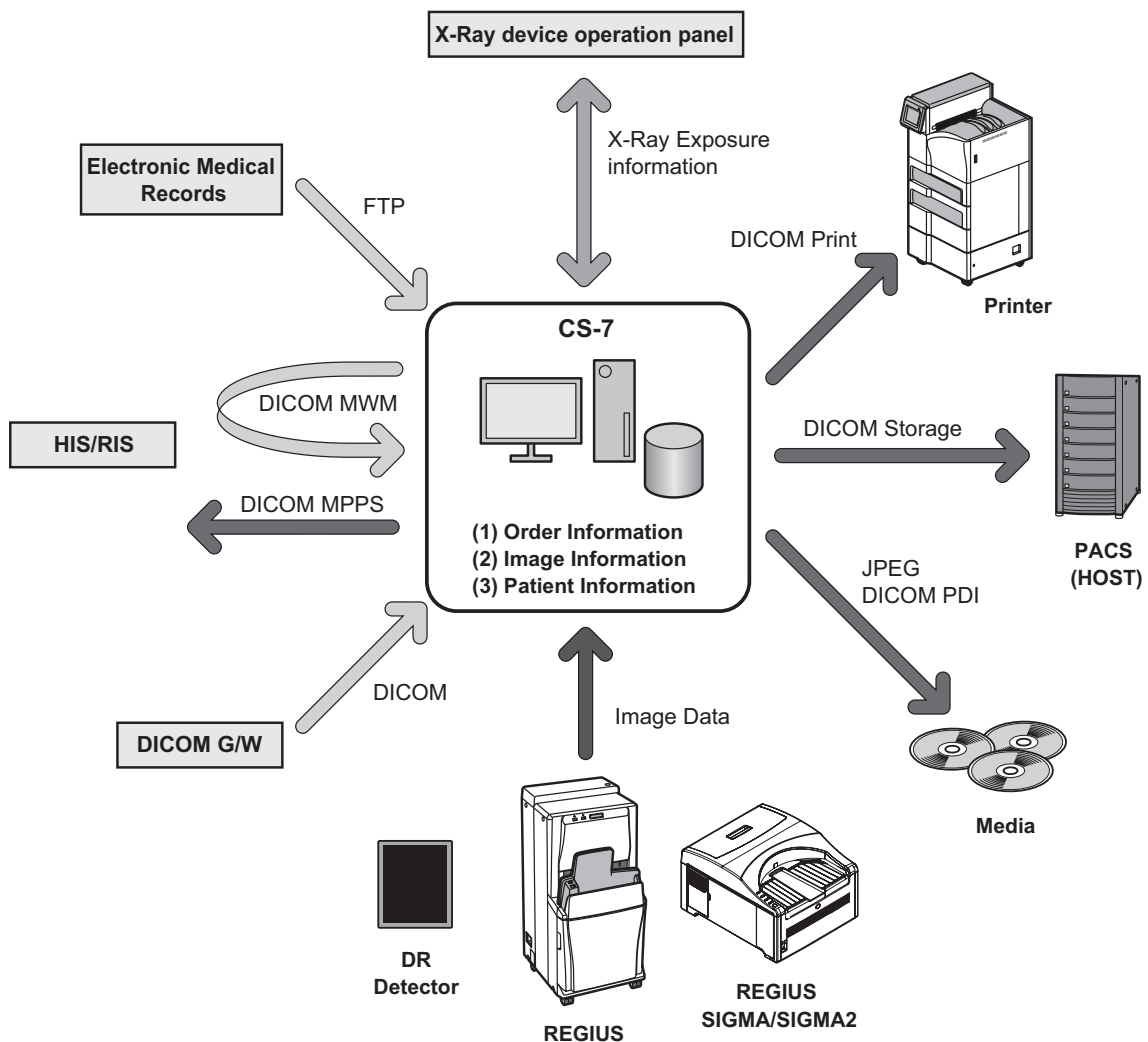 X-Ray device operation panel
X-Ray Exposure
information
Electronic Medical
Records
FTP
DICOM Print
Printer
CS-7
DICOM MWM
HIS/RIS
DICOM MPPS
DICOM Storage
(1) Order Information
(2) Image Information
(3) Patient Information
PACS
(HOST)
JPEG
DICOM PDI
DICOM
DICOM G/W
Image Data
Media
DR
Detector
REGIUS
REGIUS
SIGMA/SIGMA2